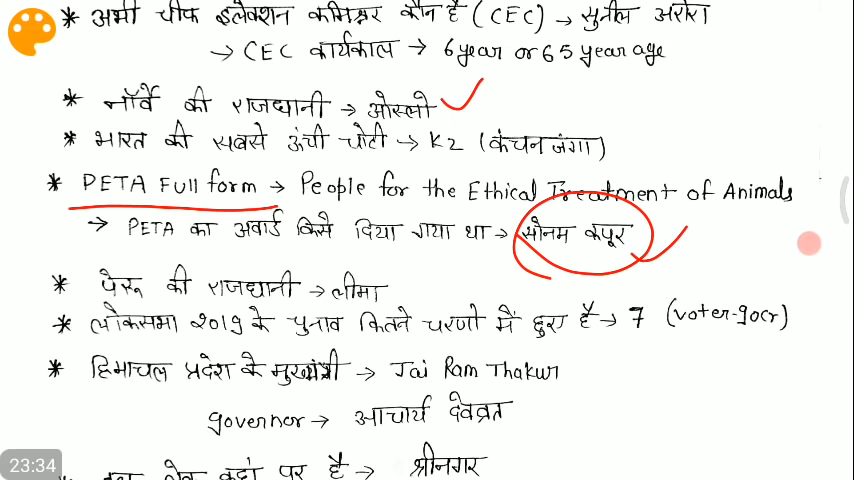 * अभी चीफ इलेक्शन कमिश्नर कौन है (CEC) → सुनील अरोरा
→ CEC कार्यकाल → 6 year or 65 year age
* नॉर्वे की राजधानी → ओस्लो
* भारत की सबसे ऊंची चोटी → K2 (कंचनजंगा)
* PETA Full form → People for the Ethical Treatment of Animals
→ PETA का अवार्ड किसे दिया गया था → सोनम कपूर
* पेरू की राजधानी → लीमा
* लोकसभा 2019 के चुनाव कितने चरणो में हुए है → 7 (voter-90cr)
* हिमाचल प्रदेश के मुख्यमंत्री → Jai Ram Thakur
governor → आचार्य देवव्रत
कहां पर है → श्रीनगर
23:34